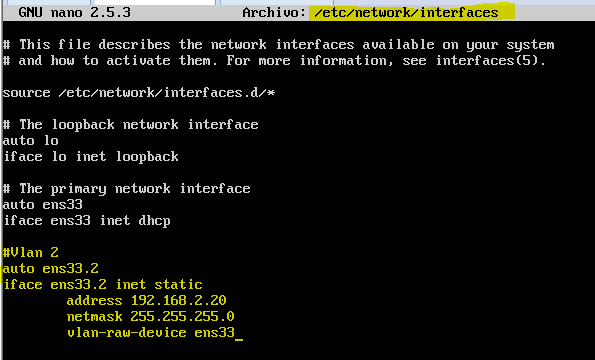 GNU nano 2.5.3 Archivo: /etc/network/interfaces
# This file describes the network interfaces available on your system
# and how to activate them. For more information, see interfaces(5).
source /etc/network/interfaces.d/*
# The loopback network interface
auto lo
iface lo inet loopback
# The primary network interface
auto ens33
iface ens33 inet dhcp
#Vlan 2
auto ens33.2
iface ens33.2 inet static
address 192.168.2.20
netmask 255.255.255.0
vlan-raw-device ens33_